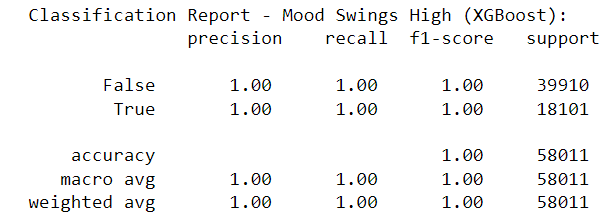 Classification Report - Mood Swings High (XGBoost):
precision recall f1-score support
False 1.00 1.00 1.00 39910
True 1.00 1.00 1.00 18101
accuracy 1.00 58011
macro avg 1.00 1.00 1.00 58011
weighted avg 1.00 1.00 1.00 58011